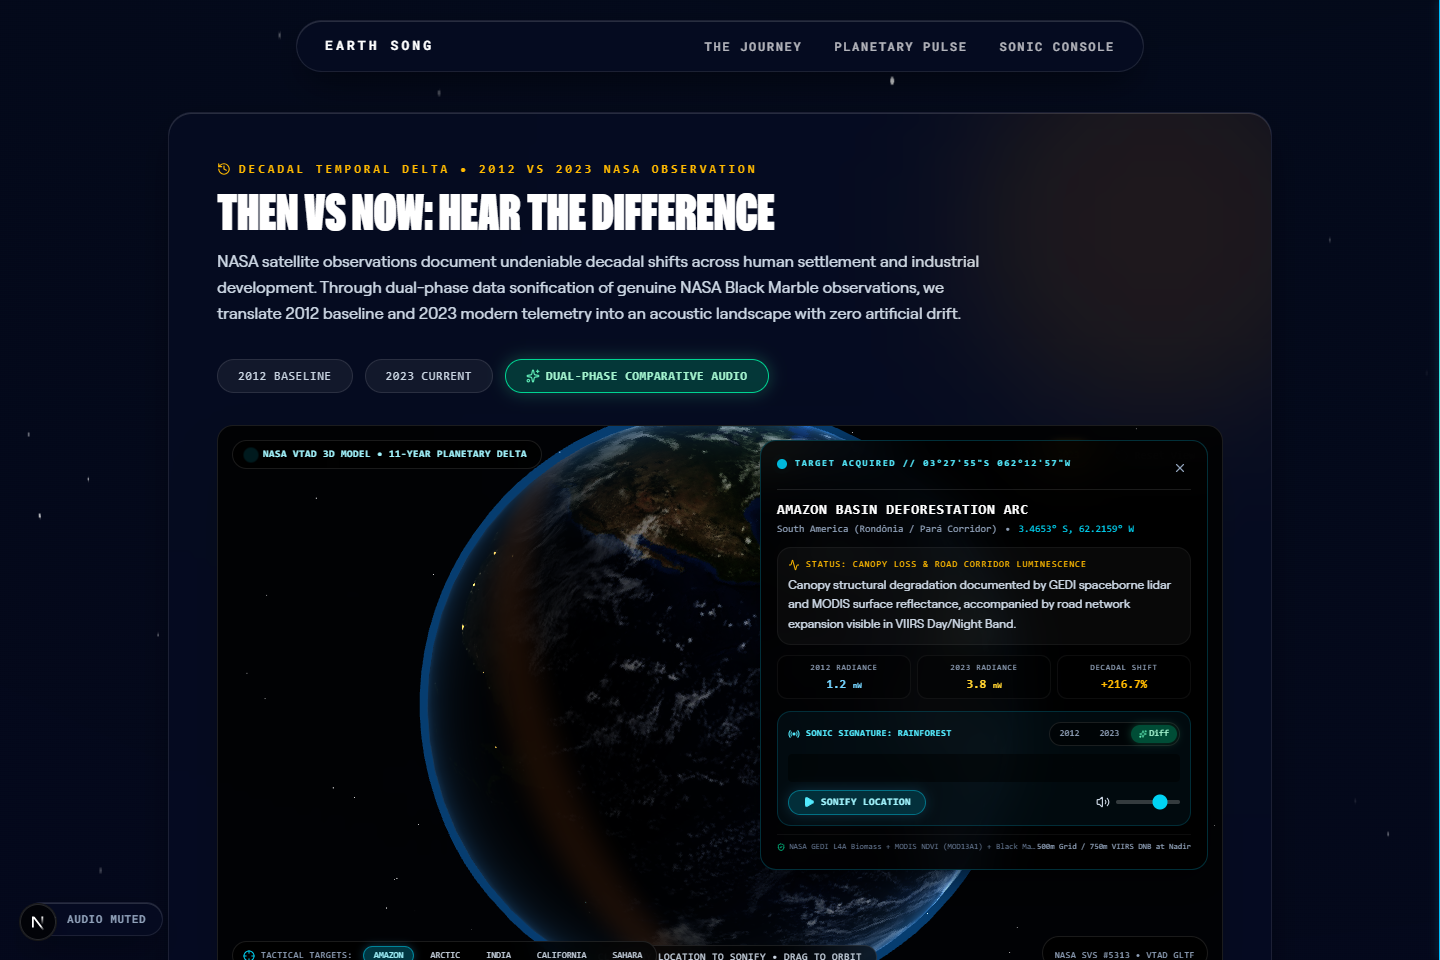 EARTH SONG
THE JOURNEY PLANETARY PULSE SONIC CONSOLE
DECADAL TEMPORAL DELTA • 2012 VS 2023 NASA OBSERVATION
THEN VS NOW: HEAR THE DIFFERENCE
NASA satellite observations document undeniable decadal shifts across human settlement and industrial
development. Through dual-phase data sonification of genuine NASA Black Marble observations, we
translate 2012 baseline and 2023 modern telemetry into an acoustic landscape with zero artificial drift.
2012 BASELINE
2023 CURRENT
DUAL-PHASE COMPARATIVE AUDIO
NASA VTAD 3D MODEL • 11-YEAR PLANETARY DELTA
TARGET ACQUIRED // 03°27'55"S 062°12'57"W
AMAZON BASIN DEFORESTATION ARC
South America (Rondônia / Pará Corridor) • 3.4653° S, 62.2159° W
STATUS: CANOPY LOSS & ROAD CORRIDOR LUMINESCENCE
Canopy structural degradation documented by GEDI spaceborne lidar
and MODIS surface reflectance, accompanied by road network
expansion visible in VIIRS Day/Night Band.
2012 RADIANCE
1.2 nW
2023 RADIANCE
3.8 nW
DECADAL SHIFT
+216.7%
SONIC SIGNATURE: RAINFOREST
2012 2023 Diff
SONIFY LOCATION
NASA GEDI L4A Biomass + MODIS NDVI (MOD13A1) + Black Ma… 500m Grid / 750m VIIRS DNB at Nadir
N
AUDIO MUTED
TACTICAL TARGETS: AMAZON ARCTIC INDIA CALIFORNIA SAHARA
LOCATION TO SONIFY • DRAG TO ORBIT
NASA SVS #5313 • VTAD GLTF